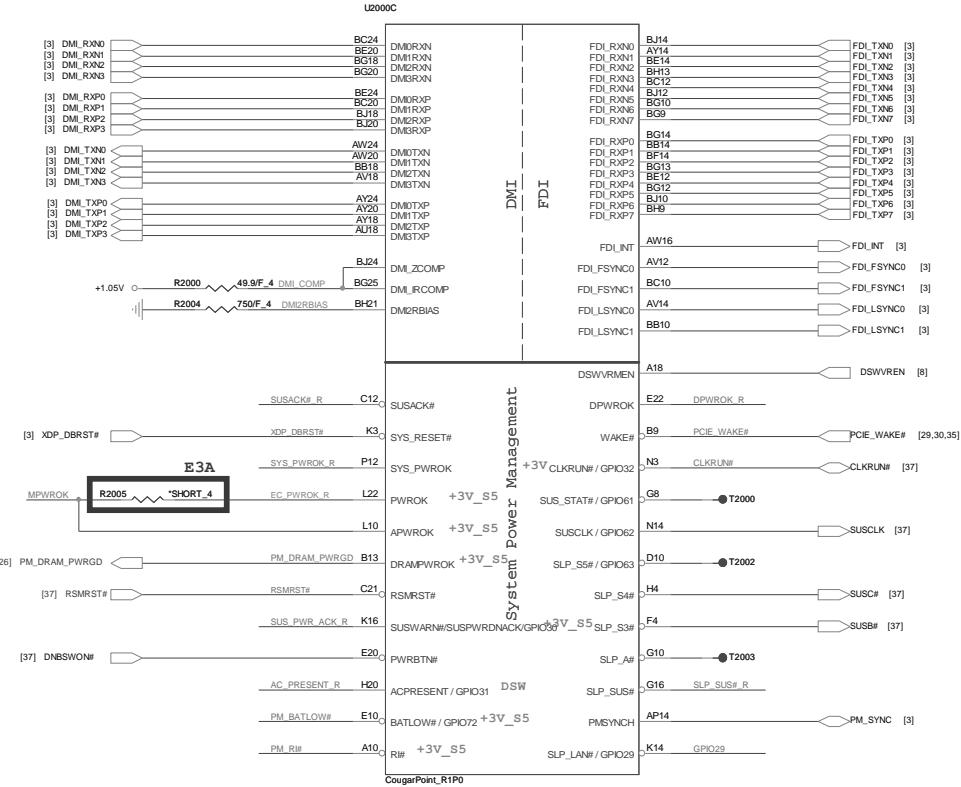 U2000C
[3] DMI_RXN0 BC24 DMI0RXN
[3] DMI_RXN1 BE20 DMI1RXN
[3] DMI_RXN2 BG18 DMI2RXN
[3] DMI_RXN3 BG20 DMI3RXN
[3] DMI_RXP0 BE24 DMI0RXP
[3] DMI_RXP1 BC20 DMI1RXP
[3] DMI_RXP2 BJ18 DMI2RXP
[3] DMI_RXP3 BJ20 DMI3RXP
[3] DMI_TXN0 AW24 DMI0TXN
[3] DMI_TXN1 AW20 DMI1TXN
[3] DMI_TXN2 BB18 DMI2TXN
[3] DMI_TXN3 AV18 DMI3TXN
[3] DMI_TXP0 AY24 DMI0TXP
[3] DMI_TXP1 AY20 DMI1TXP
[3] DMI_TXP2 AY18 DMI2TXP
[3] DMI_TXP3 AU18 DMI3TXP
BJ24 DMI_ZCOMP
+1.05V R2000 49.9/F_4 DMI_COMP BG25 DMI_IRCOMP
R2004 750/F_4 DMI2RBIAS BH21 DMI2RBIAS
DMI
FDI
FDI_RXN0 BJ14 FDI_TXN0 [3]
FDI_RXN1 AY14 FDI_TXN1 [3]
FDI_RXN2 BE14 FDI_TXN2 [3]
FDI_RXN3 BH13 FDI_TXN3 [3]
FDI_RXN4 BC12 FDI_TXN4 [3]
FDI_RXN5 BJ12 FDI_TXN5 [3]
FDI_RXN6 BG10 FDI_TXN6 [3]
FDI_RXN7 BG9 FDI_TXN7 [3]
FDI_RXP0 BG14 FDI_TXP0 [3]
FDI_RXP1 BB14 FDI_TXP1 [3]
FDI_RXP2 BF14 FDI_TXP2 [3]
FDI_RXP3 BG13 FDI_TXP3 [3]
FDI_RXP4 BE12 FDI_TXP4 [3]
FDI_RXP5 BG12 FDI_TXP5 [3]
FDI_RXP6 BJ10 FDI_TXP6 [3]
FDI_RXP7 BH9 FDI_TXP7 [3]
FDI_INT AW16 FDI_INT [3]
FDI_FSYNC0 AV12 FDI_FSYNC0 [3]
FDI_FSYNC1 BC10 FDI_FSYNC1 [3]
FDI_LSYNC0 AV14 FDI_LSYNC0 [3]
FDI_LSYNC1 BB10 FDI_LSYNC1 [3]
SUSACK#_R C12 SUSACK#
[3] XDP_DBRST# XDP_DBRST# K3 SYS_RESET#
SYS_PWROK_R P12 SYS_PWROK
E3A
MPWROK R2005 *SHORT_4 EC_PWROK_R L22 PWROK +3V_S5
L10 APWROK +3V_S5
26] PM_DRAM_PWRGD PM_DRAM_PWRGD B13 DRAMPWROK +3V_S5
[37] RSMRST# RSMRST# C21 RSMRST#
SUS_PWR_ACK_R K16 SUSWARN#/SUSPWRDNACK/GPIO30 +3V_S5
[37] DNBSWON# E20 PWRBTN#
AC_PRESENT_R H20 ACPRESENT / GPIO31 DSW
PM_BATLOW# E10 BATLOW# / GPIO72 +3V_S5
PM_RI# A10 RI# +3V_S5
System Power Management
DSWVRMEN A18 DSWVREN [8]
DPWROK E22 DPWROK_R
WAKE# B9 PCIE_WAKE# PCIE_WAKE# [29,30,35]
+3V CLKRUN# / GPIO32 N3 CLKRUN# CLKRUN# [37]
SUS_STAT# / GPIO61 G8 T2000
SUSCLK / GPIO62 N14 SUSCLK [37]
SLP_S5# / GPIO63 D10 T2002
SLP_S4# H4 SUSC# [37]
SLP_S3# F4 SUSB# [37]
SLP_A# G10 T2003
SLP_SUS# G16 SLP_SUS#_R
PMSYNCH AP14 PM_SYNC [3]
SLP_LAN# / GPIO29 K14 GPIO29
CougarPoint_R1P0